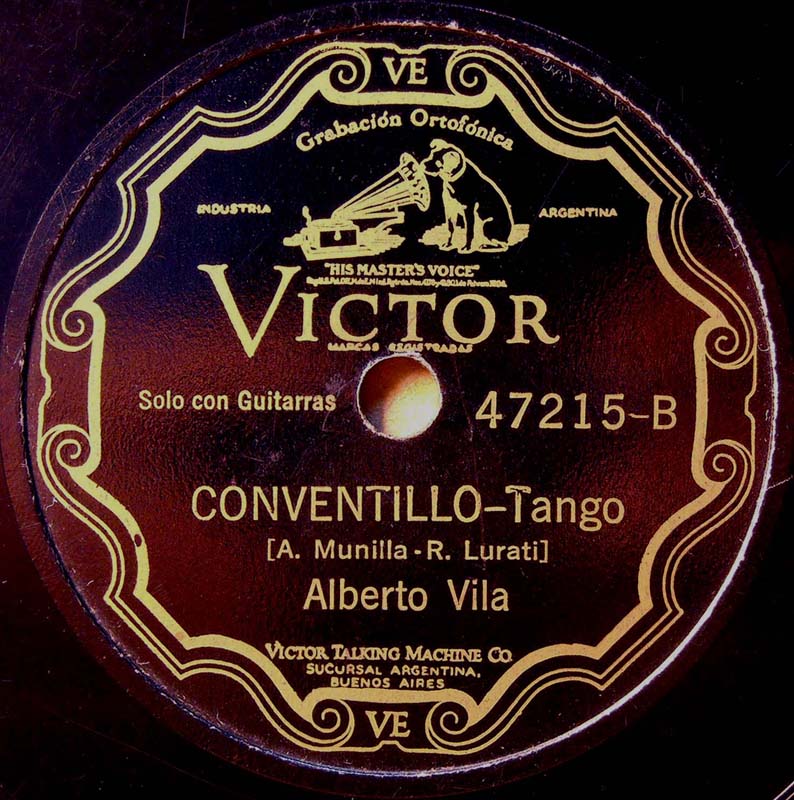 VE
Grabación Ortofónica
INDUSTRIA ARGENTINA
"HIS MASTER'S VOICE"
VICTOR
MARCAS REGISTRADAS
Solo con Guitarras 47215-B
CONVENTILLO-Tango
[A. Munilla - R. Lurati]
Alberto Vila
VICTOR TALKING MACHINE CO.
SUCURSAL ARGENTINA,
BUENOS AIRES
VE